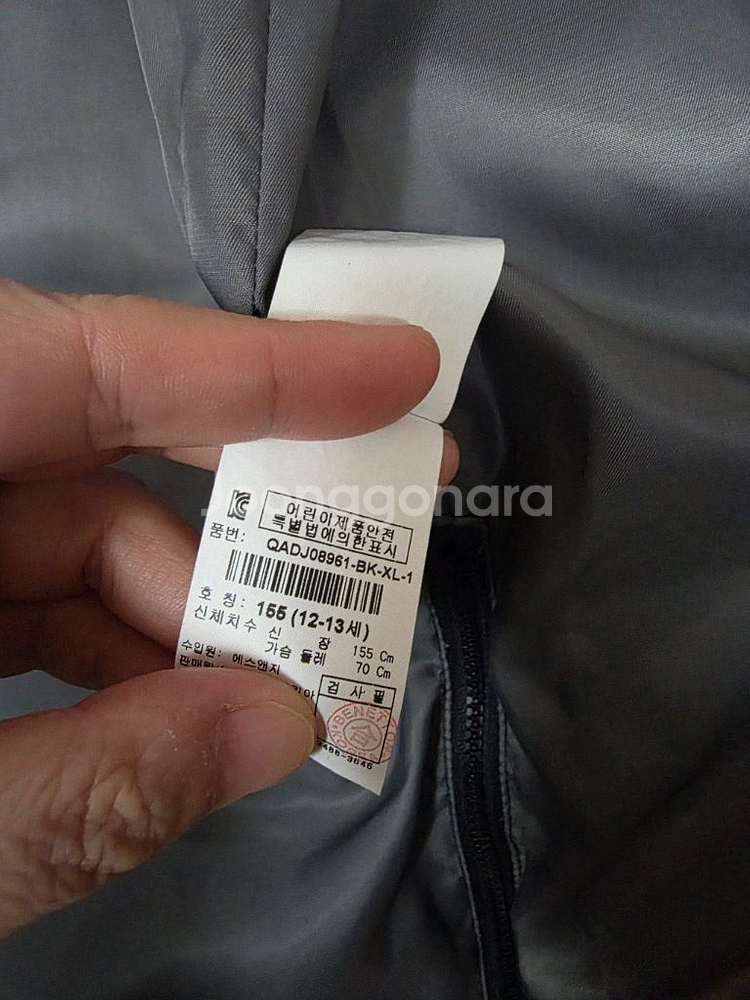 Joonggonara
어린이제품안전
특별법에의한표시
품번:
QADJ08961-BK-XL-1
호 칭: 155 (12-13세)
신체치수 신 장 155 Cm
가슴 둘레 70 Cm
수입원: 에스앤지
판매원:
검 사 필
BENETTON
KOREA
合
-3646